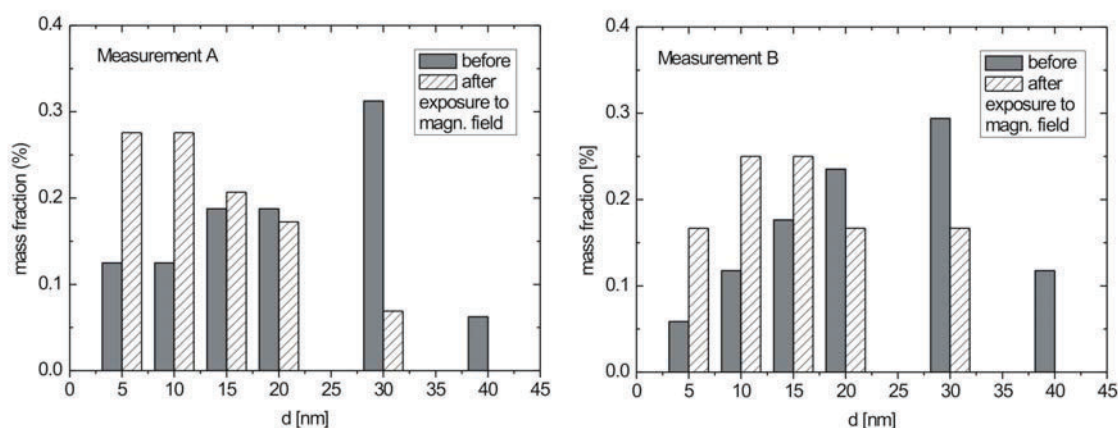 Measurement A
before
after
exposure to
magn. field
mass fraction (%)
0.4
0.3
0.2
0.1
0.0
0 5 10 15 20 25 30 35 40 45
d [nm]
Measurement B
before
after
exposure to
magn. field
mass fraction [%]
0.4
0.3
0.2
0.1
0.0
0 5 10 15 20 25 30 35 40 45
d [nm]